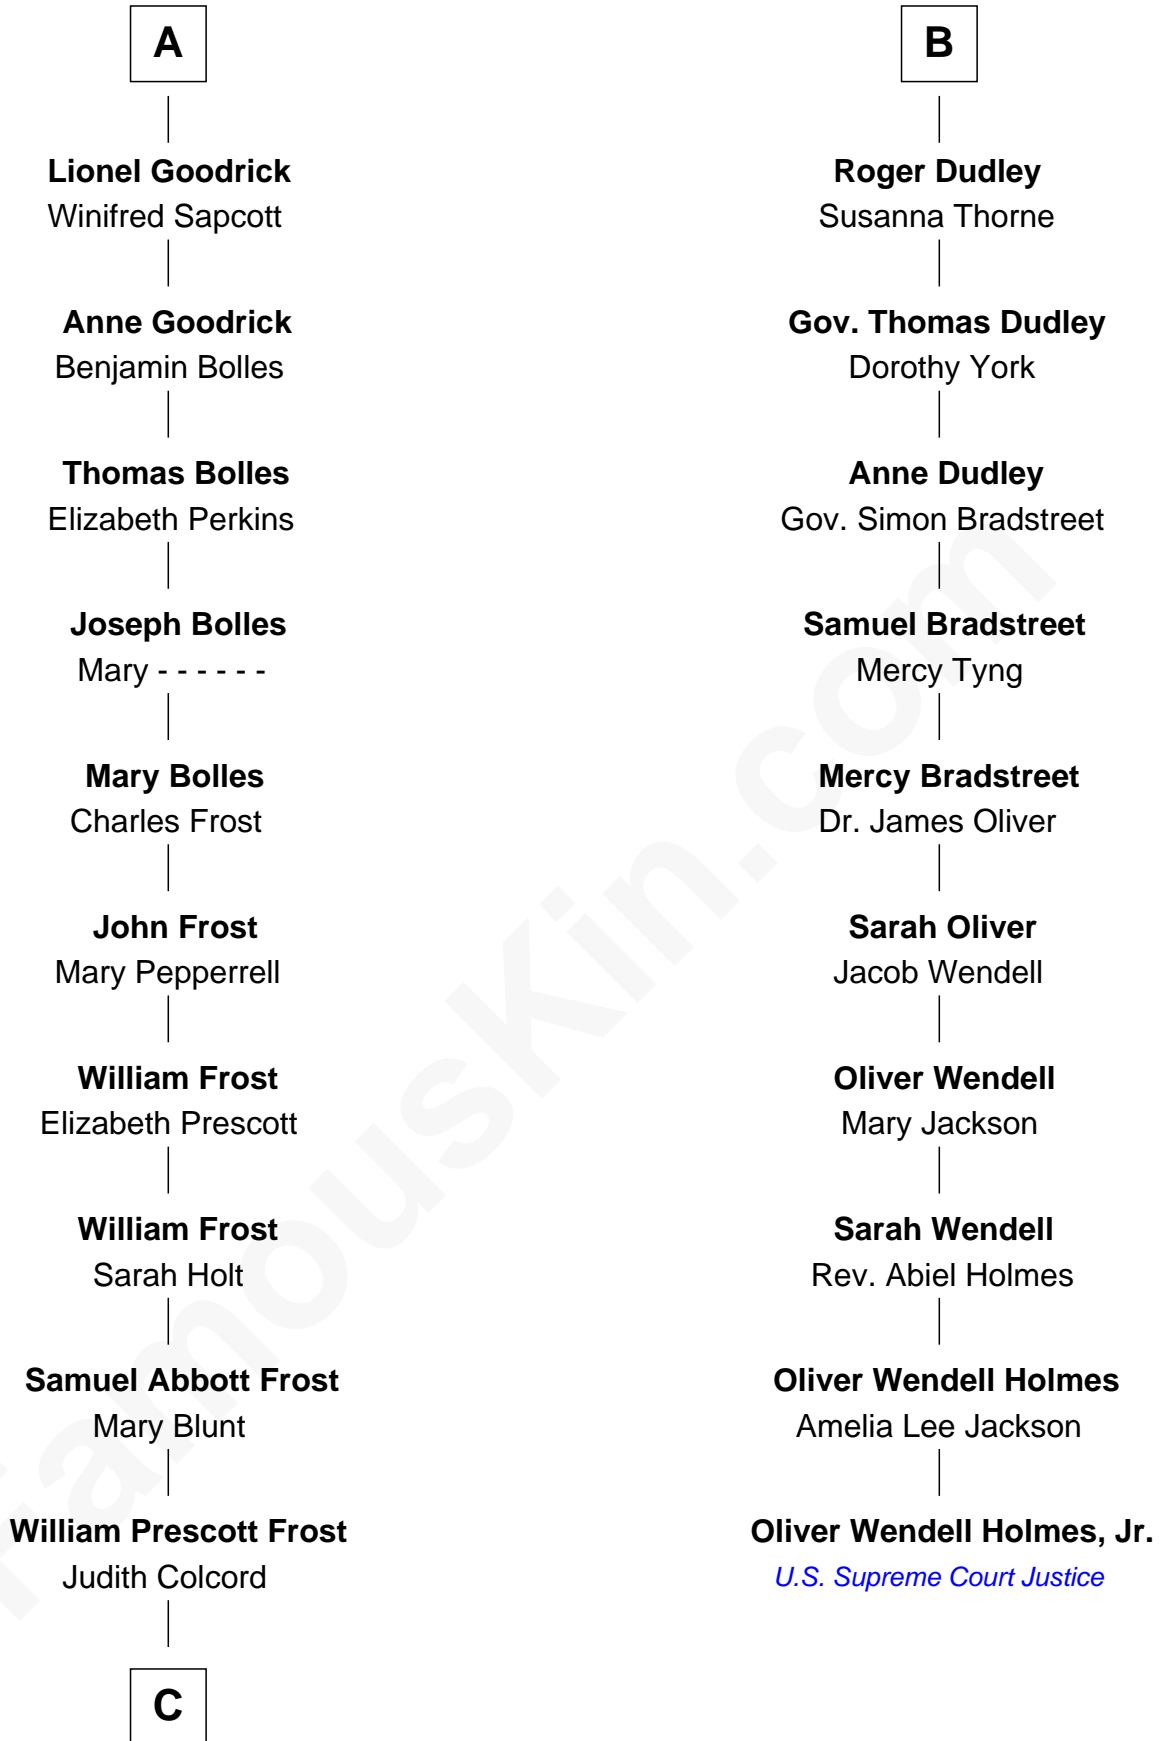 A
Lionel Goodrick
Winifred Sapcott
Anne Goodrick
Benjamin Bolles
Thomas Bolles
Elizabeth Perkins
Joseph Bolles
Mary - - - - - -
Mary Bolles
Charles Frost
John Frost
Mary Pepperrell
William Frost
Elizabeth Prescott
William Frost
Sarah Holt
Samuel Abbott Frost
Mary Blunt
William Prescott Frost
Judith Colcord
C
B
Roger Dudley
Susanna Thorne
Gov. Thomas Dudley
Dorothy York
Anne Dudley
Gov. Simon Bradstreet
Samuel Bradstreet
Mercy Tyng
Mercy Bradstreet
Dr. James Oliver
Sarah Oliver
Jacob Wendell
Oliver Wendell
Mary Jackson
Sarah Wendell
Rev. Abiel Holmes
Oliver Wendell Holmes
Amelia Lee Jackson
Oliver Wendell Holmes, Jr.
U.S. Supreme Court Justice
FamousKin.com